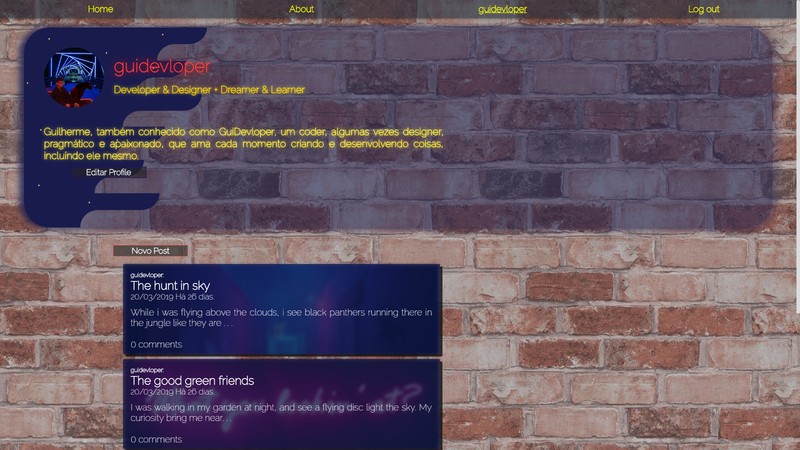 Home About guidevloper Log out
guidevloper
Developer & Designer + Dreamer & Learner
Guilherme, também conhecido como GuiDevloper, um coder, algumas vezes designer,
pragmático e apaixonado, que ama cada momento criando e desenvolvendo coisas,
incluindo ele mesmo.
Editar Profile
Novo Post
guidevloper:
The hunt in sky
20/03/2019 Há 26 dias.
While i was flying above the clouds, i see black panthers running there in
the jungle like they are . . .
0 comments
guidevloper:
The good green friends
20/03/2019 Há 26 dias.
I was walking in my garden at night, and see a flying disc light the sky. My
curiosity bring me near. . .
0 comments